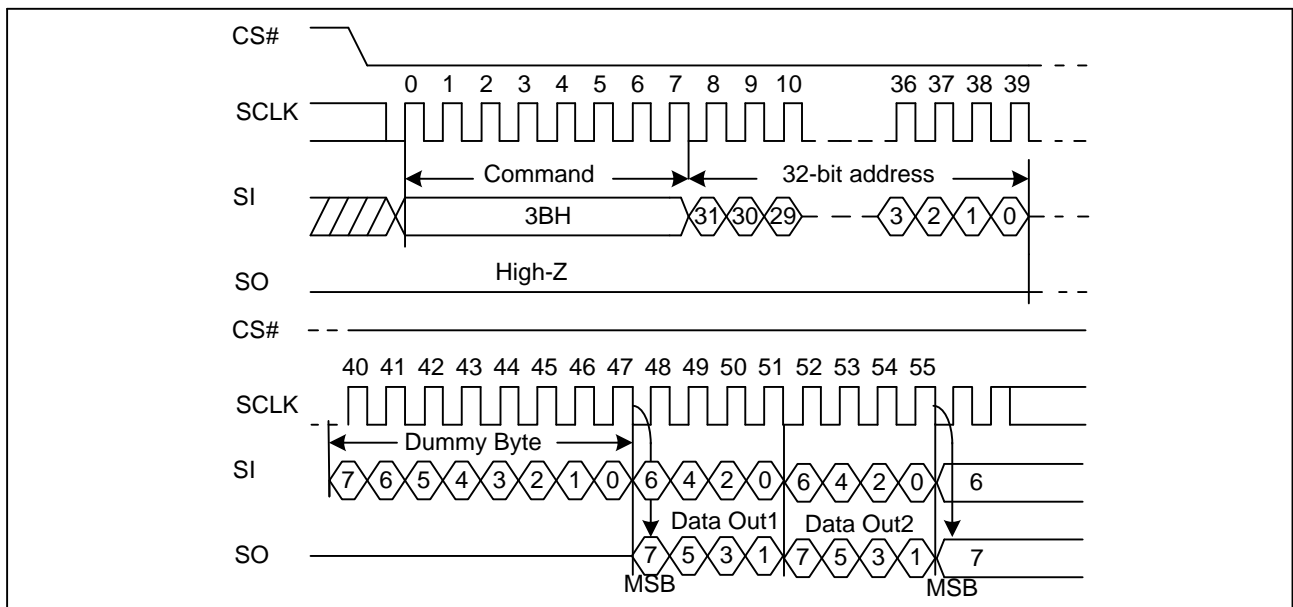 CS#
0 1 2 3 4 5 6 7 8 9 10 36 37 38 39
SCLK
Command 32-bit address
SI
3BH 31 30 29 3 2 1 0
High-Z
SO
CS#
40 41 42 43 44 45 46 47 48 49 50 51 52 53 54 55
SCLK
Dummy Byte
SI 7 6 5 4 3 2 1 0 6 4 2 0 6 4 2 0 6
Data Out1 Data Out2
SO 7 5 3 1 7 5 3 1 7
MSB MSB